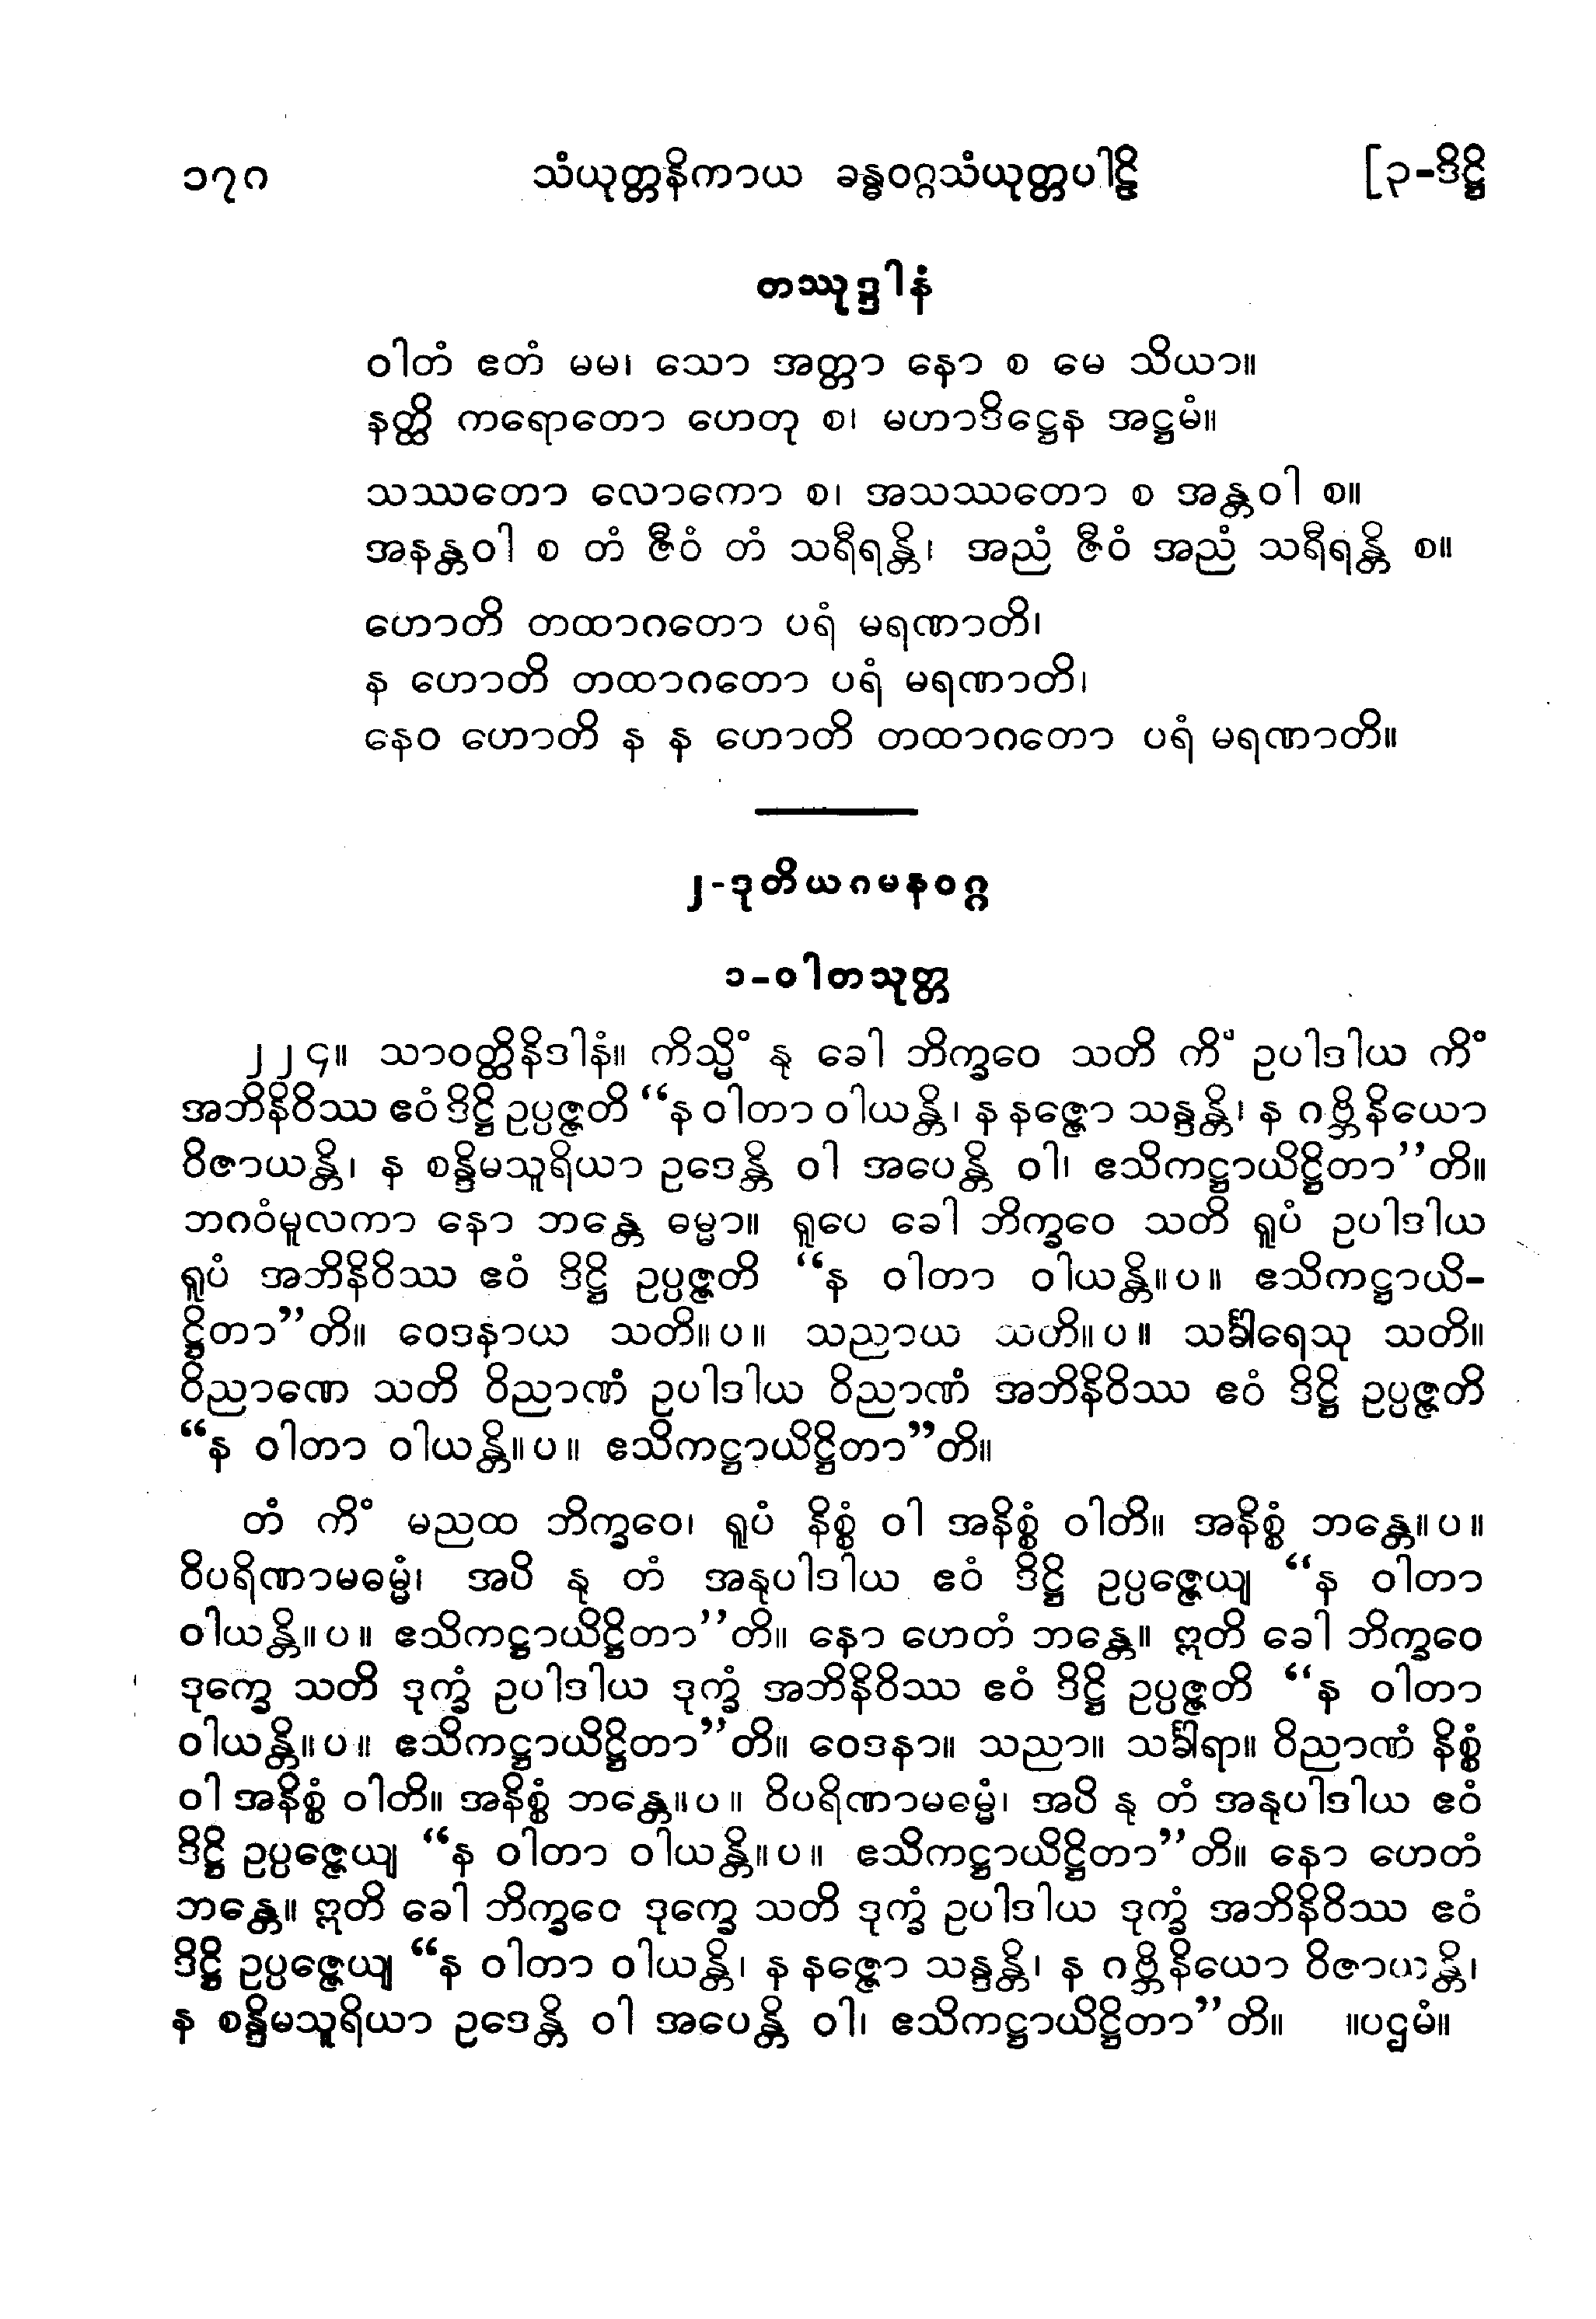 ၁၇၈ သံယုတ္တနိကာယ ခန္ဓဝဂ္ဂသံယုတ္တပါဠိ [၃-ဒိဋ္ဌိ
တဿုဒ္ဒါနံ
ဝါတံ ဧတံ မမ၊ သော အတ္တာ နော စ မေ သိယာ။
နတ္ထိ ကရောတော ဟေတု စ၊ မဟာဒိဋ္ဌေန အဋ္ဌမံ။
သဿတော လောကော စ၊ အသဿတော စ အန္တဝါ စ။
အနန္တဝါ စ တံ ဇီဝံ တံ သရီရန္တိ၊ အညံ ဇီဝံ အညံ သရီရန္တိ စ။
ဟောတိ တထာဂတော ပရံ မရဏာတိ၊
န ဟောတိ တထာဂတော ပရံ မရဏာတိ၊
နေဝ ဟောတိ န န ဟောတိ တထာဂတော ပရံ မရဏာတိ။
၂-ဒုတိယဂမနဝဂ္ဂ
၁-ဝါတသုတ္တ
၂၂၄။ သာဝတ္ထိနိဒါနံ။ ကိသ္မိံ နု ခေါ ဘိက္ခဝေ သတိ ကိံ ဥပါဒါယ ကိံ
အဘိနိဝိဿ ဧဝံ ဒိဋ္ဌိ ဥပ္ပဇ္ဇတိ “န ဝါတာ ဝါယန္တိ၊ န နဇ္ဇော သန္ဒန္တိ၊ န ဂဗ္ဘိနိယော
ဝိဇာယန္တိ၊ န စန္ဒိမသူရိယာ ဥဒေန္တိ ဝါ အပေန္တိ ဝါ၊ ဧသိကဋ္ဌာယိဋ္ဌိတာ”တိ။
ဘဂဝံမူလကာ နော ဘန္တေ ဓမ္မာ။ ရူပေ ခေါ ဘိက္ခဝေ သတိ ရူပံ ဥပါဒါယ
ရူပံ အဘိနိဝိဿ ဧဝံ ဒိဋ္ဌိ ဥပ္ပဇ္ဇတိ “န ဝါတာ ဝါယန္တိ။ပ။ ဧသိကဋ္ဌာယိ-
ဋ္ဌိတာ”တိ။ ဝေဒနာယ သတိ။ပ။ သညာယ သတိ။ပ။ သင်္ခါရေသု သတိ။
ဝိညာဏေ သတိ ဝိညာဏံ ဥပါဒါယ ဝိညာဏံ အဘိနိဝိဿ ဧဝံ ဒိဋ္ဌိ ဥပ္ပဇ္ဇတိ
“န ဝါတာ ဝါယန္တိ။ပ။ ဧသိကဋ္ဌာယိဋ္ဌိတာ”တိ။
တံ ကိံ မညထ ဘိက္ခဝေ၊ ရူပံ နိစ္စံ ဝါ အနိစ္စံ ဝါတိ။ အနိစ္စံ ဘန္တေ။ပ။
ဝိပရိဏာမဓမ္မံ၊ အပိ နု တံ အနုပါဒါယ ဧဝံ ဒိဋ္ဌိ ဥပ္ပဇ္ဇေယျ “န ဝါတာ
ဝါယန္တိ။ပ။ ဧသိကဋ္ဌာယိဋ္ဌိတာ”တိ။ နော ဟေတံ ဘန္တေ။ ဣတိ ခေါ ဘိက္ခဝေ
ဒုက္ခေ သတိ ဒုက္ခံ ဥပါဒါယ ဒုက္ခံ အဘိနိဝိဿ ဧဝံ ဒိဋ္ဌိ ဥပ္ပဇ္ဇတိ “န ဝါတာ
ဝါယန္တိ။ပ။ ဧသိကဋ္ဌာယိဋ္ဌိတာ”တိ။ ဝေဒနာ။ သညာ။ သင်္ခါရာ။ ဝိညာဏံ နိစ္စံ
ဝါ အနိစ္စံ ဝါတိ။ အနိစ္စံ ဘန္တေ။ပ။ ဝိပရိဏာမဓမ္မံ၊ အပိ နု တံ အနုပါဒါယ ဧဝံ
ဒိဋ္ဌိ ဥပ္ပဇ္ဇေယျ “န ဝါတာ ဝါယန္တိ။ပ။ ဧသိကဋ္ဌာယိဋ္ဌိတာ”တိ။ နော ဟေတံ
ဘန္တေ။ ဣတိ ခေါ ဘိက္ခဝေ ဒုက္ခေ သတိ ဒုက္ခံ ဥပါဒါယ ဒုက္ခံ အဘိနိဝိဿ ဧဝံ
ဒိဋ္ဌိ ဥပ္ပဇ္ဇေယျ “န ဝါတာ ဝါယန္တိ၊ န နဇ္ဇော သန္ဒန္တိ၊ န ဂဗ္ဘိနိယော ဝိဇာယန္တိ၊
န စန္ဒိမသူရိယာ ဥဒေန္တိ ဝါ အပေန္တိ ဝါ၊ ဧသိကဋ္ဌာယိဋ္ဌိတာ”တိ။ ။ပဌမံ။